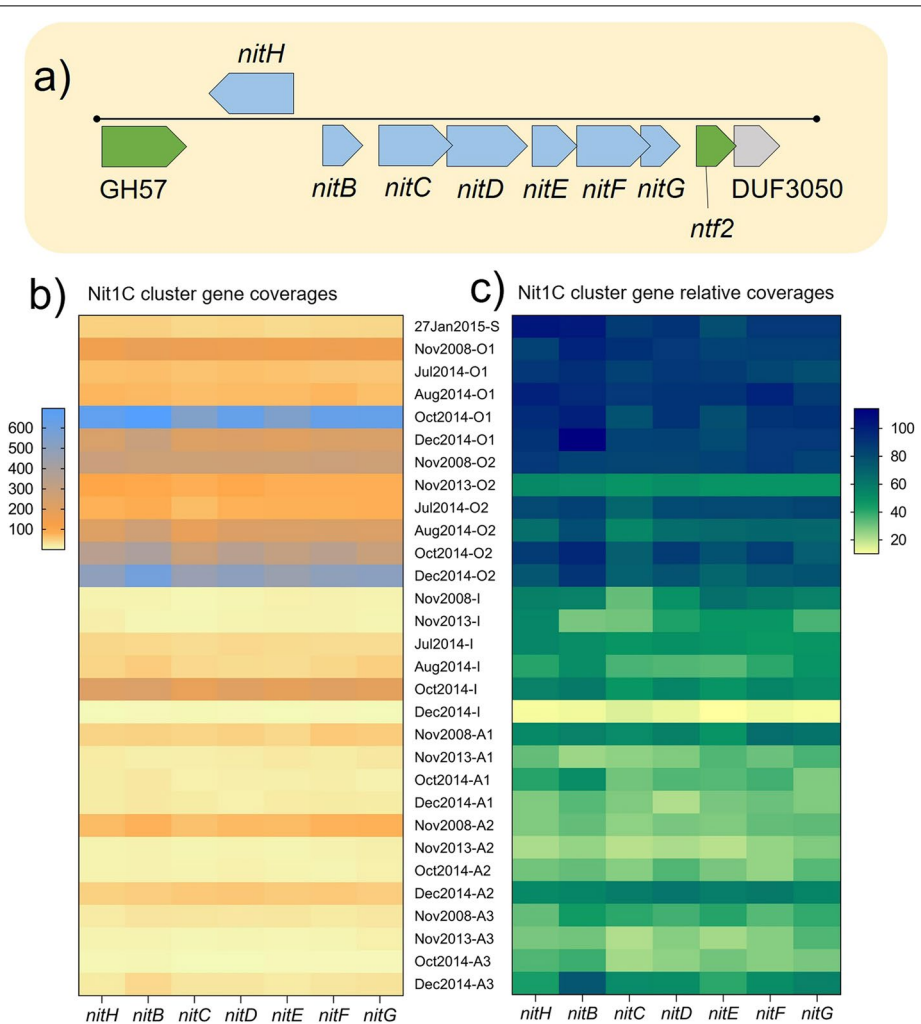 a)
nitH
GH57
nitB nitC nitD nitE nitF nitG DUF3050
ntf2
b) Nit1C cluster gene coverages
c) Nit1C cluster gene relative coverages
600
500
400
300
200
100
27Jan2015-S
Nov2008-O1
Jul2014-O1
Aug2014-O1
Oct2014-O1
Dec2014-O1
Nov2008-O2
Nov2013-O2
Jul2014-O2
Aug2014-O2
Oct2014-O2
Dec2014-O2
Nov2008-I
Nov2013-I
Jul2014-I
Aug2014-I
Oct2014-I
Dec2014-I
Nov2008-A1
Nov2013-A1
Oct2014-A1
Dec2014-A1
Nov2008-A2
Nov2013-A2
Oct2014-A2
Dec2014-A2
Nov2008-A3
Nov2013-A3
Oct2014-A3
Dec2014-A3
100
80
60
40
20
nitH nitB nitC nitD nitE nitF nitG
nitH nitB nitC nitD nitE nitF nitG